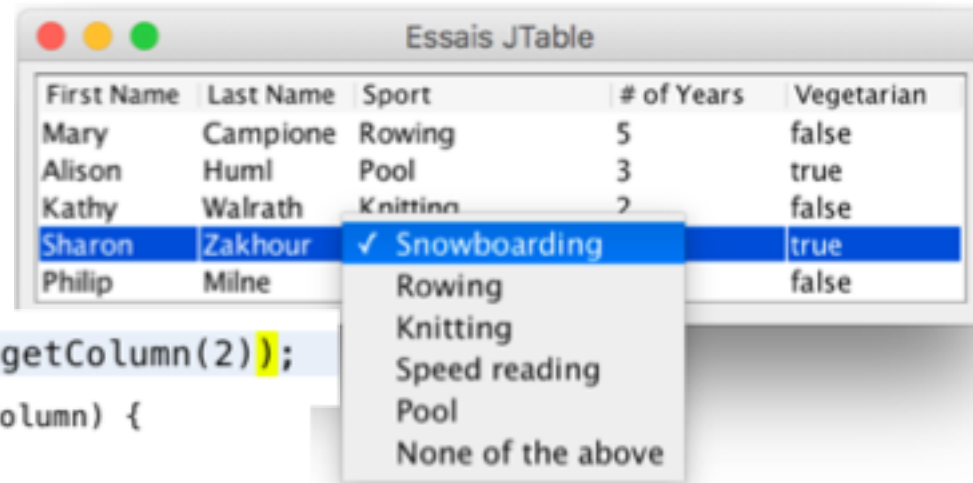 Essais JTable
First Name Last Name Sport # of Years Vegetarian
Mary Campione Rowing 5 false
Alison Huml Pool 3 true
Kathy Walrath Knitting 2 false
Sharon Zakhour ✓ Snowboarding true
Philip Milne Rowing false
Knitting
getColumn(2));
Speed reading
olumn) {
Pool
None of the above